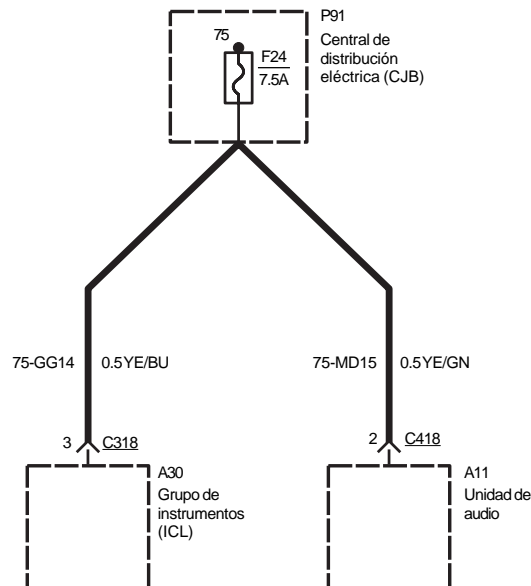 P91
Central de
distribución
eléctrica (CJB)
75
F24
7.5A
75-GG14
0.5YE/BU
75-MD15
0.5YE/GN
3
C318
2
C418
A30
Grupo de
instrumentos
(ICL)
A11
Unidad de
audio